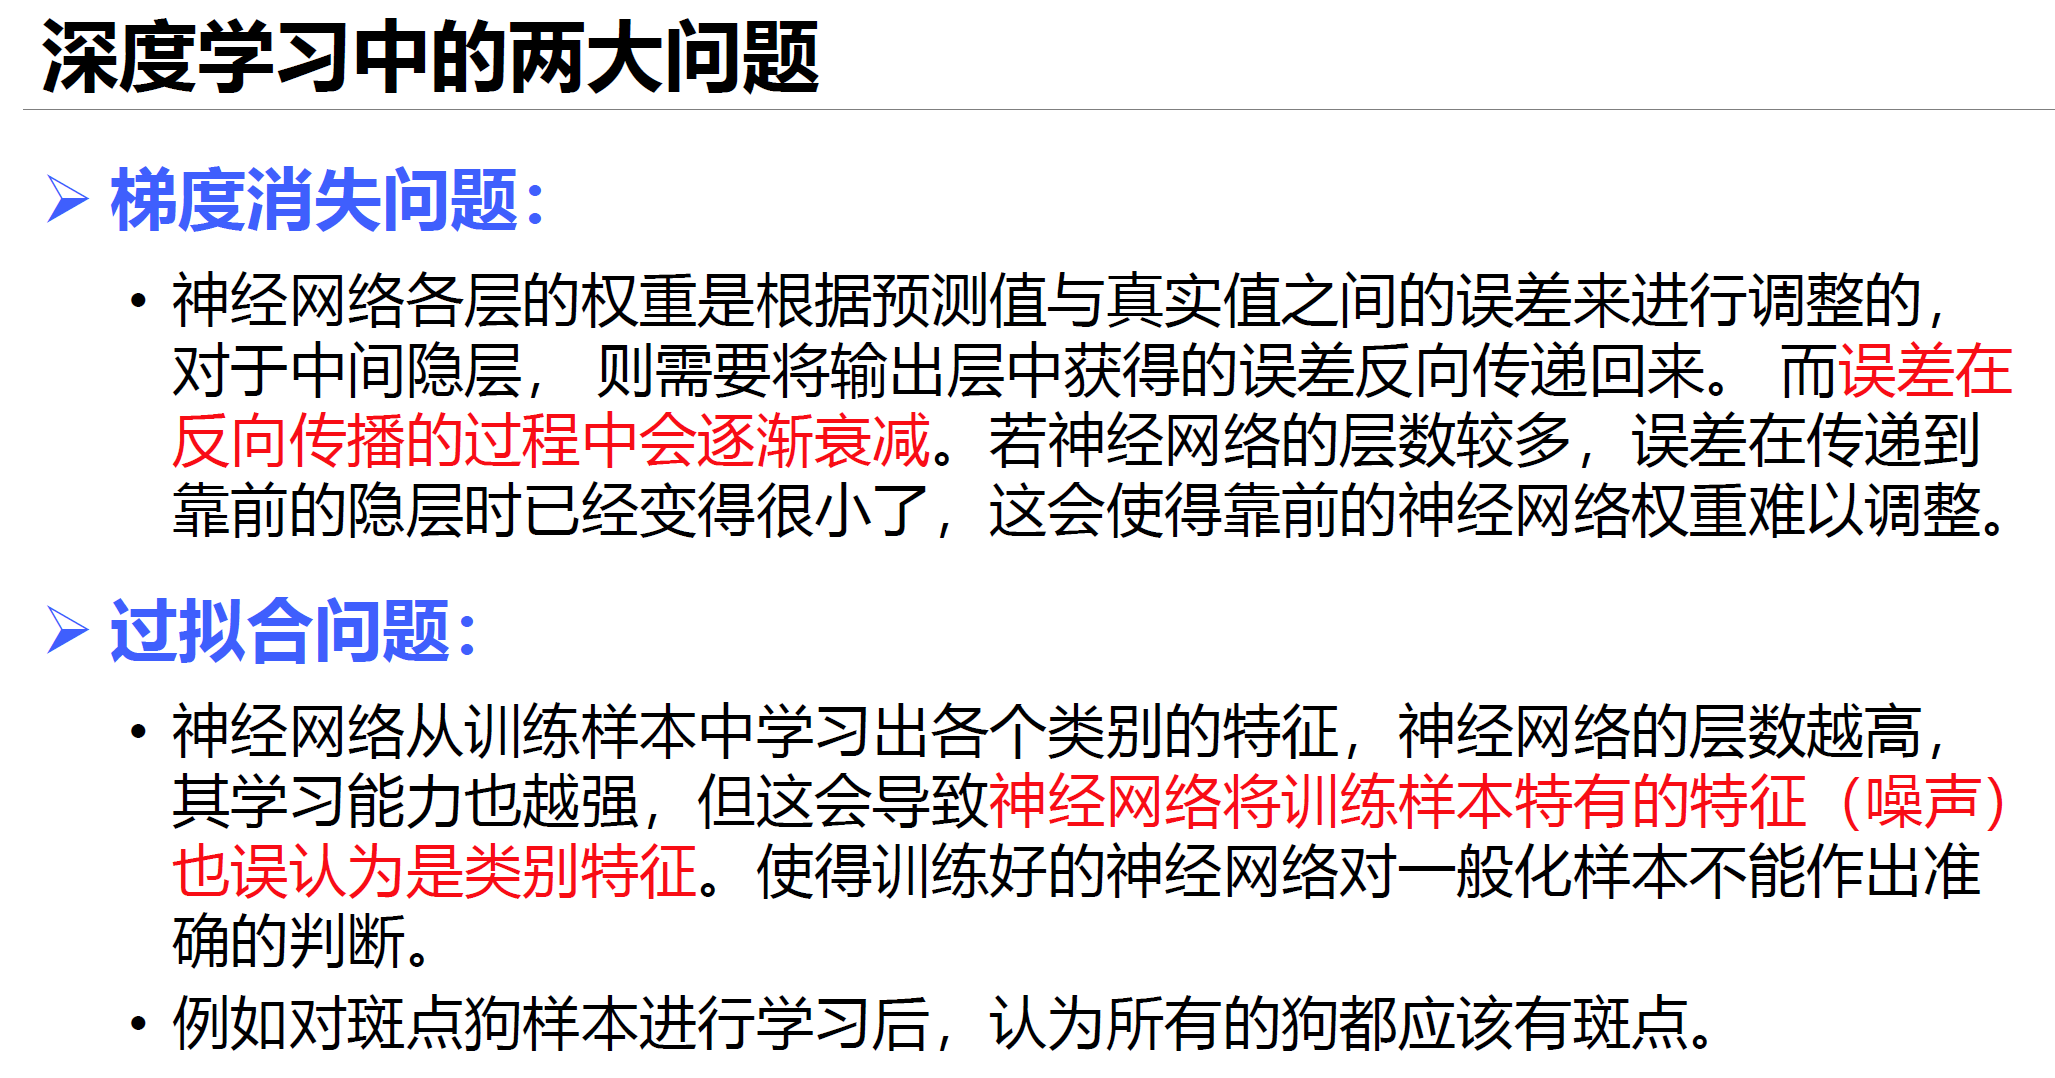 深度学习中的两大问题
➢ 梯度消失问题：
• 神经网络各层的权重是根据预测值与真实值之间的误差来进行调整的，
对于中间隐层， 则需要将输出层中获得的误差反向传递回来。 而误差在
反向传播的过程中会逐渐衰减。若神经网络的层数较多，误差在传递到
靠前的隐层时已经变得很小了，这会使得靠前的神经网络权重难以调整。
➢ 过拟合问题：
• 神经网络从训练样本中学习出各个类别的特征，神经网络的层数越高，
其学习能力也越强，但这会导致神经网络将训练样本特有的特征（噪声）
也误认为是类别特征。使得训练好的神经网络对一般化样本不能作出准
确的判断。
• 例如对斑点狗样本进行学习后，认为所有的狗都应该有斑点。